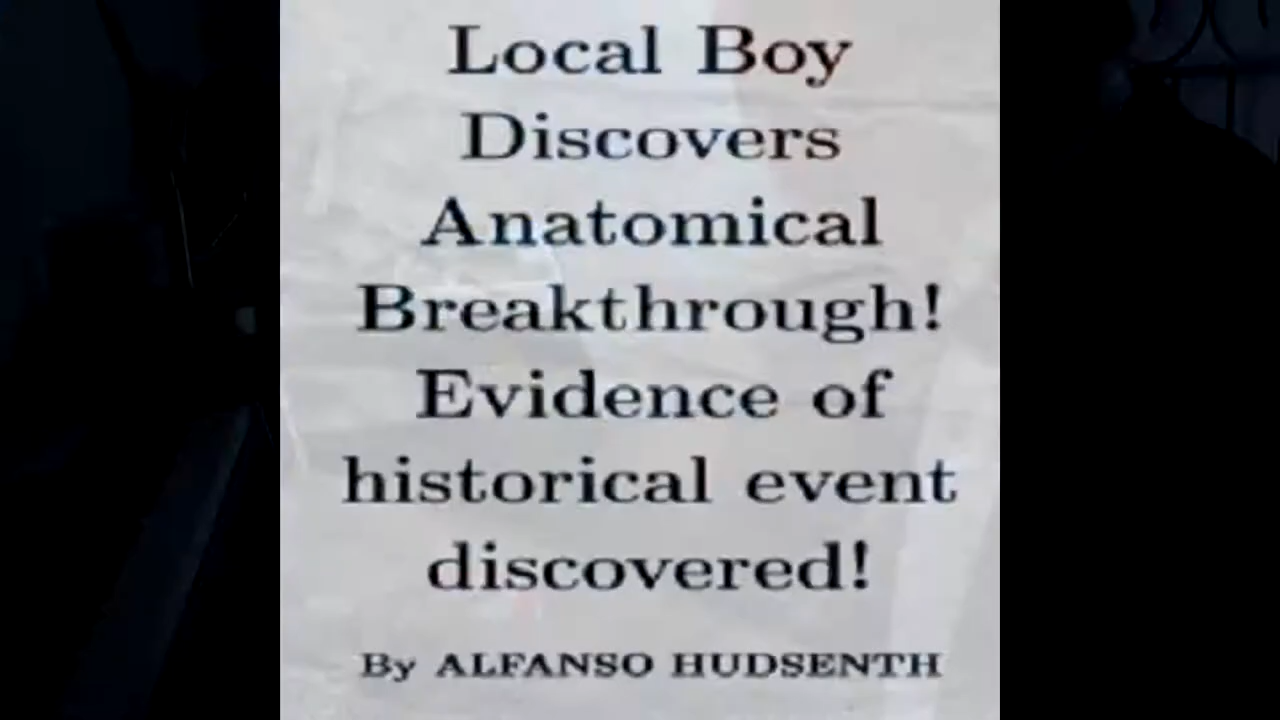 Local Boy
Discovers
Anatomical
Breakthrough!
Evidence of
historical event
discovered!
By ALFANSO HUDSENTH